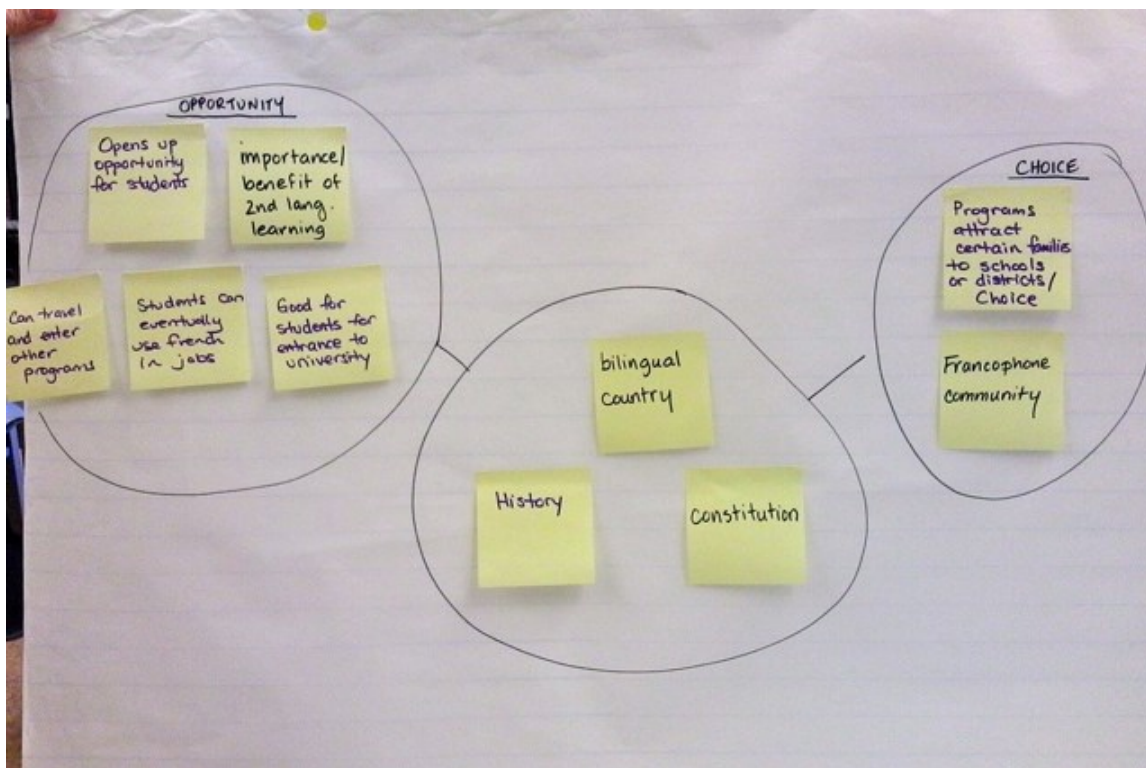 OPPORTUNITY
Opens up
opportunity
for students
importance/
benefit of
2nd lang.
learning
Can travel
and enter
other
programs
Students can
eventually
use french
in jobs
Good for
students for
entrance to
university
bilingual
country
History
Constitution
CHOICE
Programs
attract
certain families
to schools
or districts/
Choice
Francophone
community